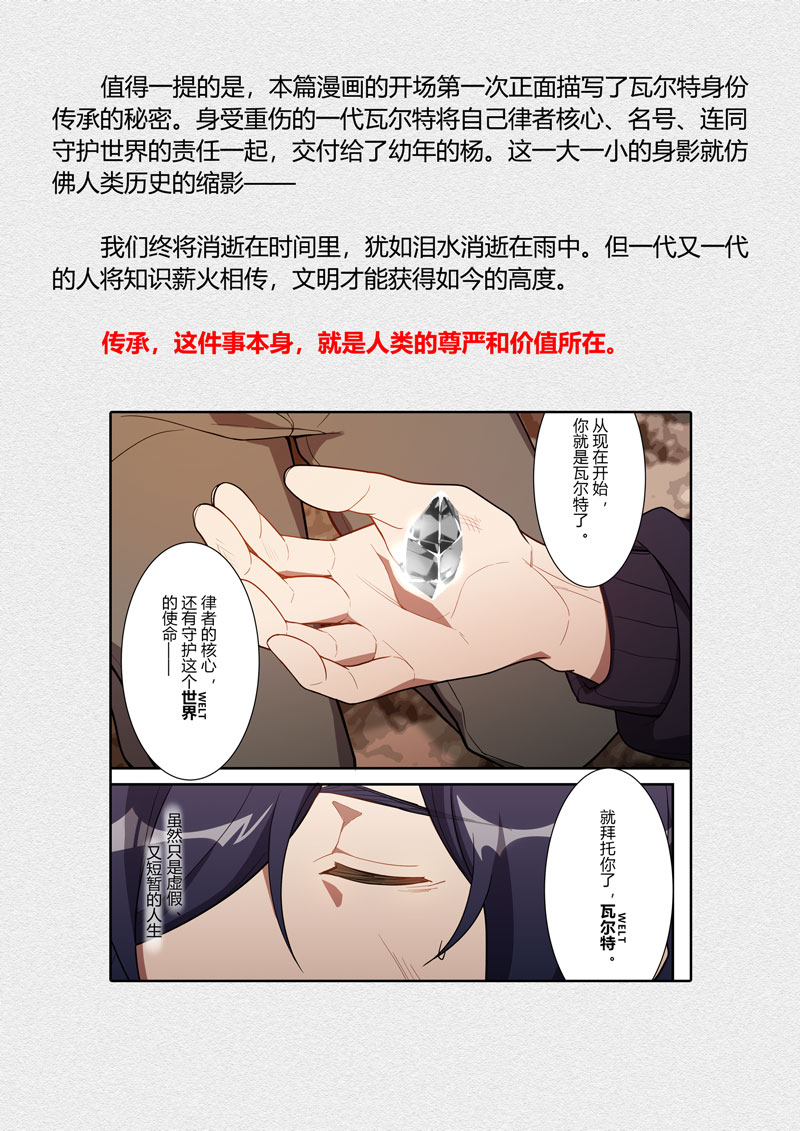 值得一提的是，本篇漫画的开场第一次正面描写了瓦尔特身份
传承的秘密。身受重伤的一代瓦尔特将自己律者核心、名号、连同
守护世界的责任一起，交付给了幼年的杨。这一大一小的身影就仿
佛人类历史的缩影——
我们终将消逝在时间里，犹如泪水消逝在雨中。但一代又一代
的人将知识薪火相传，文明才能获得如今的高度。
传承，这件事本身，就是人类的尊严和价值所在。
从现在开始，
你就是瓦尔特了。
律者的核心，
还有守护这个世界
WELT
的使命——
就拜托你了，瓦尔特。
WELT
虽然只是虚假、
又短暂的人生